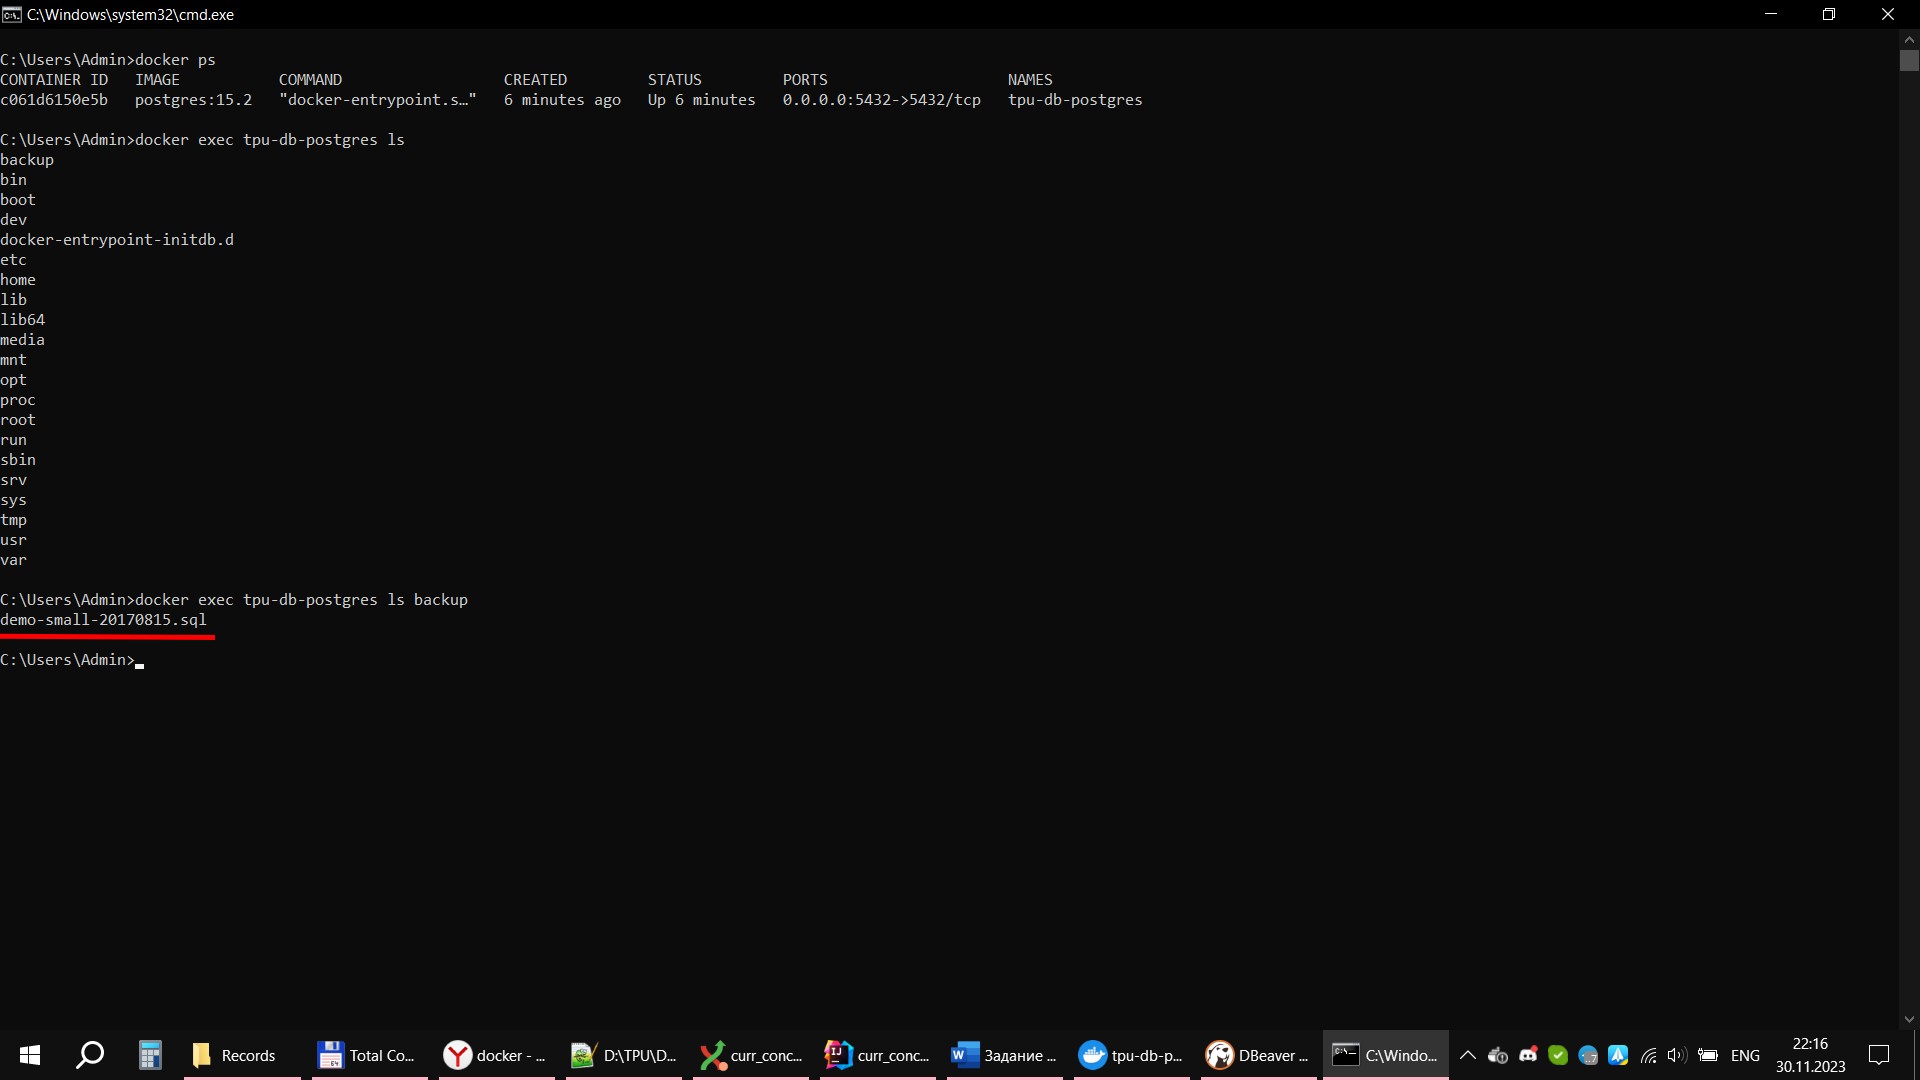 C:\Windows\system32\cmd.exe
C:\Users\Admin>docker ps
CONTAINER ID   IMAGE           COMMAND                  CREATED         STATUS         PORTS                    NAMES
c061d6150e5b   postgres:15.2   "docker-entrypoint.s…"   6 minutes ago   Up 6 minutes   0.0.0.0:5432->5432/tcp   tpu-db-postgres
C:\Users\Admin>docker exec tpu-db-postgres ls
backup
bin
boot
dev
docker-entrypoint-initdb.d
etc
home
lib
lib64
media
mnt
opt
proc
root
run
sbin
srv
sys
tmp
usr
var
C:\Users\Admin>docker exec tpu-db-postgres ls backup
demo-small-20170815.sql
C:\Users\Admin>
Records
Total Co...
docker - ...
D:\TPU\D...
curr_conc...
curr_conc...
Задание ...
tpu-db-p...
DBeaver ...
C:\Windo...
ENG
22:16
30.11.2023